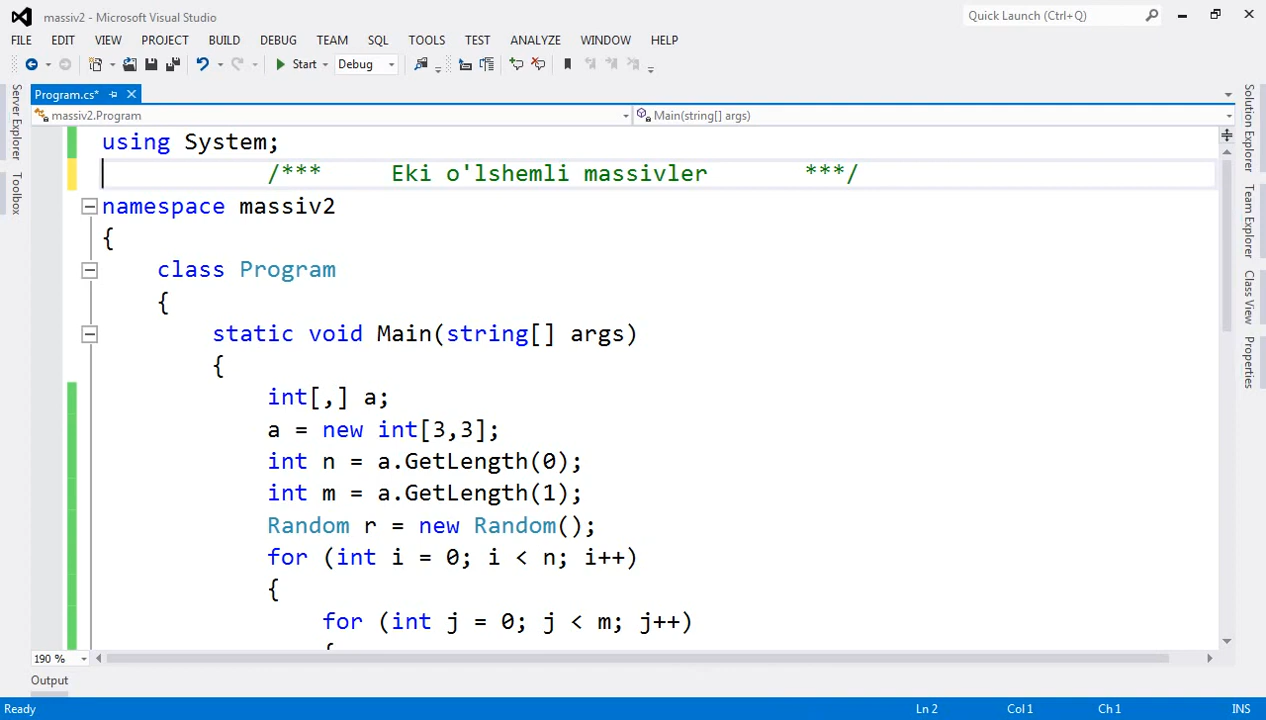 massiv2 - Microsoft Visual Studio
Quick Launch (Ctrl+Q)
FILE EDIT VIEW PROJECT BUILD DEBUG TEAM SQL TOOLS TEST ANALYZE WINDOW HELP
Start Debug
Program.cs*
massiv2.Program Main(string[] args)
Server Explorer
Toolbox
Solution Explorer
Team Explorer
Class View
Properties
using System;
/*** Eki o'lshemli massivler ***/
namespace massiv2
{
class Program
{
static void Main(string[] args)
{
int[,] a;
a = new int[3,3];
int n = a.GetLength(0);
int m = a.GetLength(1);
Random r = new Random();
for (int i = 0; i < n; i++)
{
for (int j = 0; j < m; j++)
190 %
Output
Ready Ln 2 Col 1 Ch 1 INS